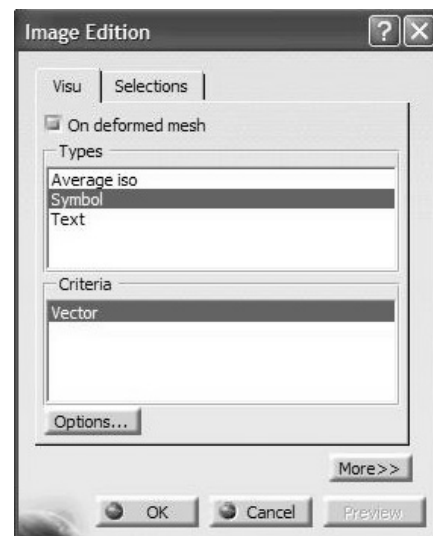 Image Edition
Visu Selections
On deformed mesh
Types
Average iso
Symbol
Text
Criteria
Vector
Options...
More>>
OK Cancel Preview